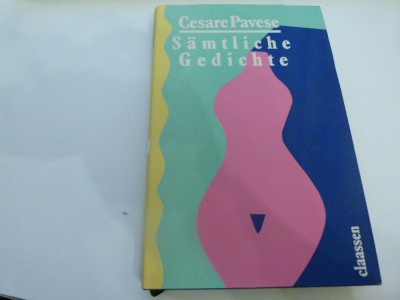 Cesare Pavese
Sämtliche
Gedichte
claassen